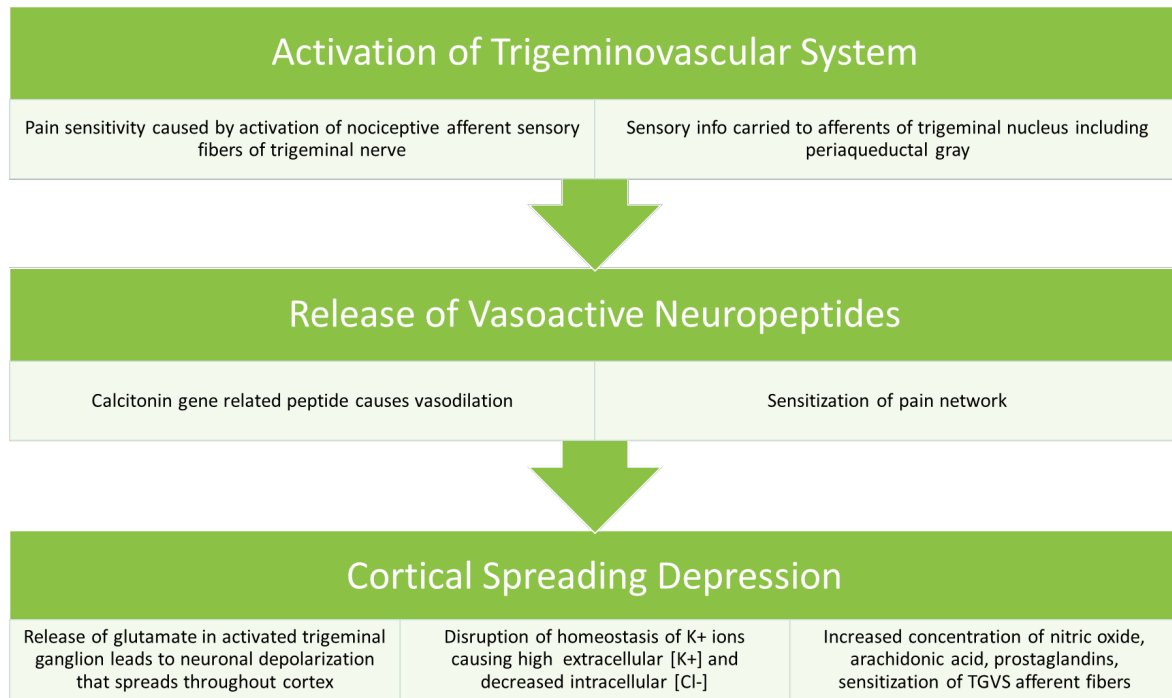 Activation of Trigeminovascular System
Pain sensitivity caused by activation of nociceptive afferent sensory
fibers of trigeminal nerve
Sensory info carried to afferents of trigeminal nucleus including
periaqueductal gray
Release of Vasoactive Neuropeptides
Calcitonin gene related peptide causes vasodilation
Sensitization of pain network
Cortical Spreading Depression
Release of glutamate in activated trigeminal
ganglion leads to neuronal depolarization
that spreads throughout cortex
Disruption of homeostasis of K+ ions
causing high extracellular [K+] and
decreased intracellular [Cl-]
Increased concentration of nitric oxide,
arachidonic acid, prostaglandins,
sensitization of TGVS afferent fibers